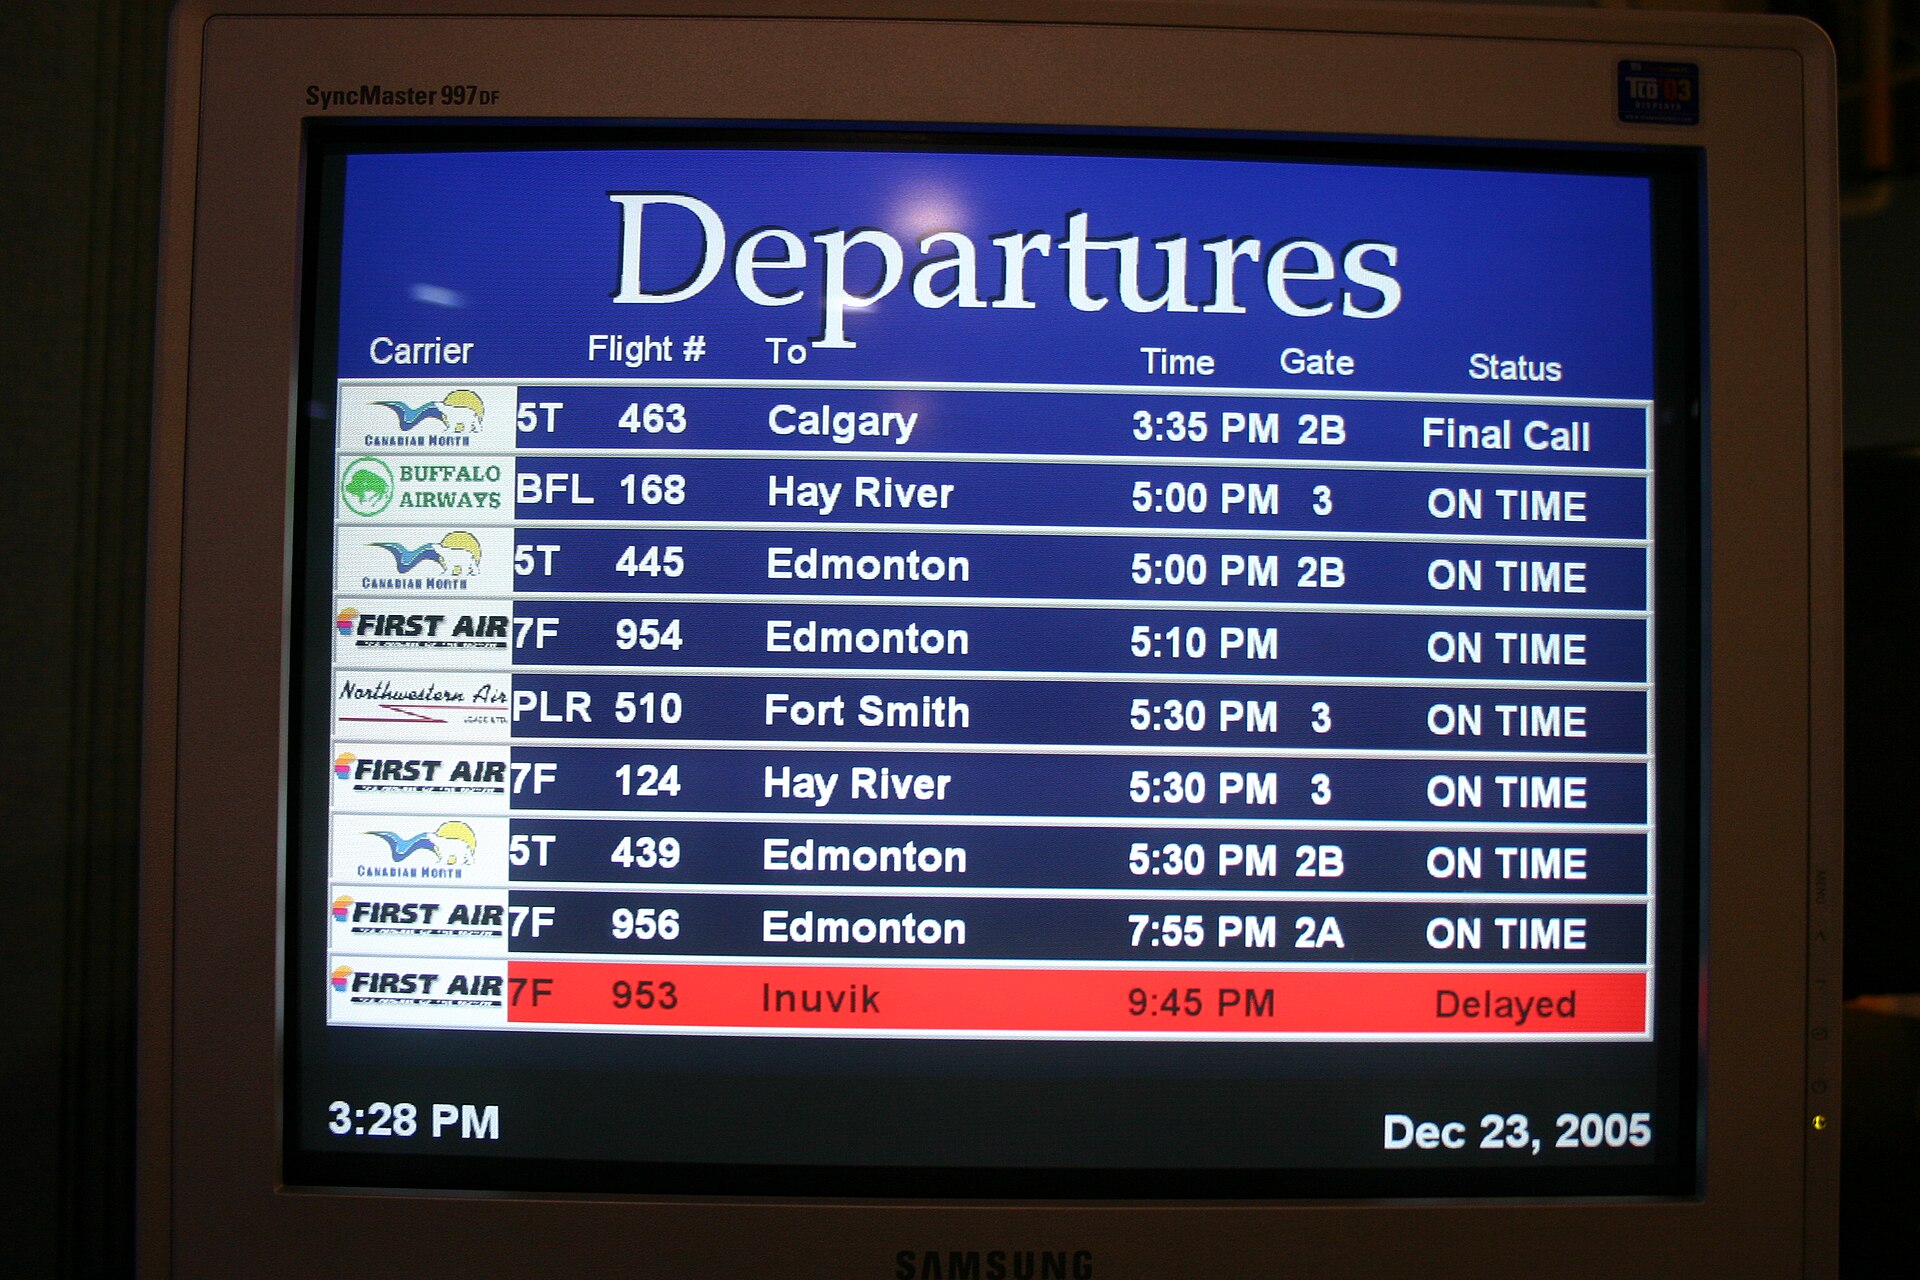 SyncMaster 997DF
TCO 03
DISPLAYS
Departures
Carrier Flight # To Time Gate Status
CANADIAN NORTH 5T 463 Calgary 3:35 PM 2B Final Call
BUFFALO AIRWAYS BFL 168 Hay River 5:00 PM 3 ON TIME
CANADIAN NORTH 5T 445 Edmonton 5:00 PM 2B ON TIME
FIRST AIR 7F 954 Edmonton 5:10 PM ON TIME
Northwestern Air PLR 510 Fort Smith 5:30 PM 3 ON TIME
FIRST AIR 7F 124 Hay River 5:30 PM 3 ON TIME
CANADIAN NORTH 5T 439 Edmonton 5:30 PM 2B ON TIME
FIRST AIR 7F 956 Edmonton 7:55 PM 2A ON TIME
FIRST AIR 7F 953 Inuvik 9:45 PM Delayed
3:28 PM Dec 23, 2005
MENU
SAMSUNG